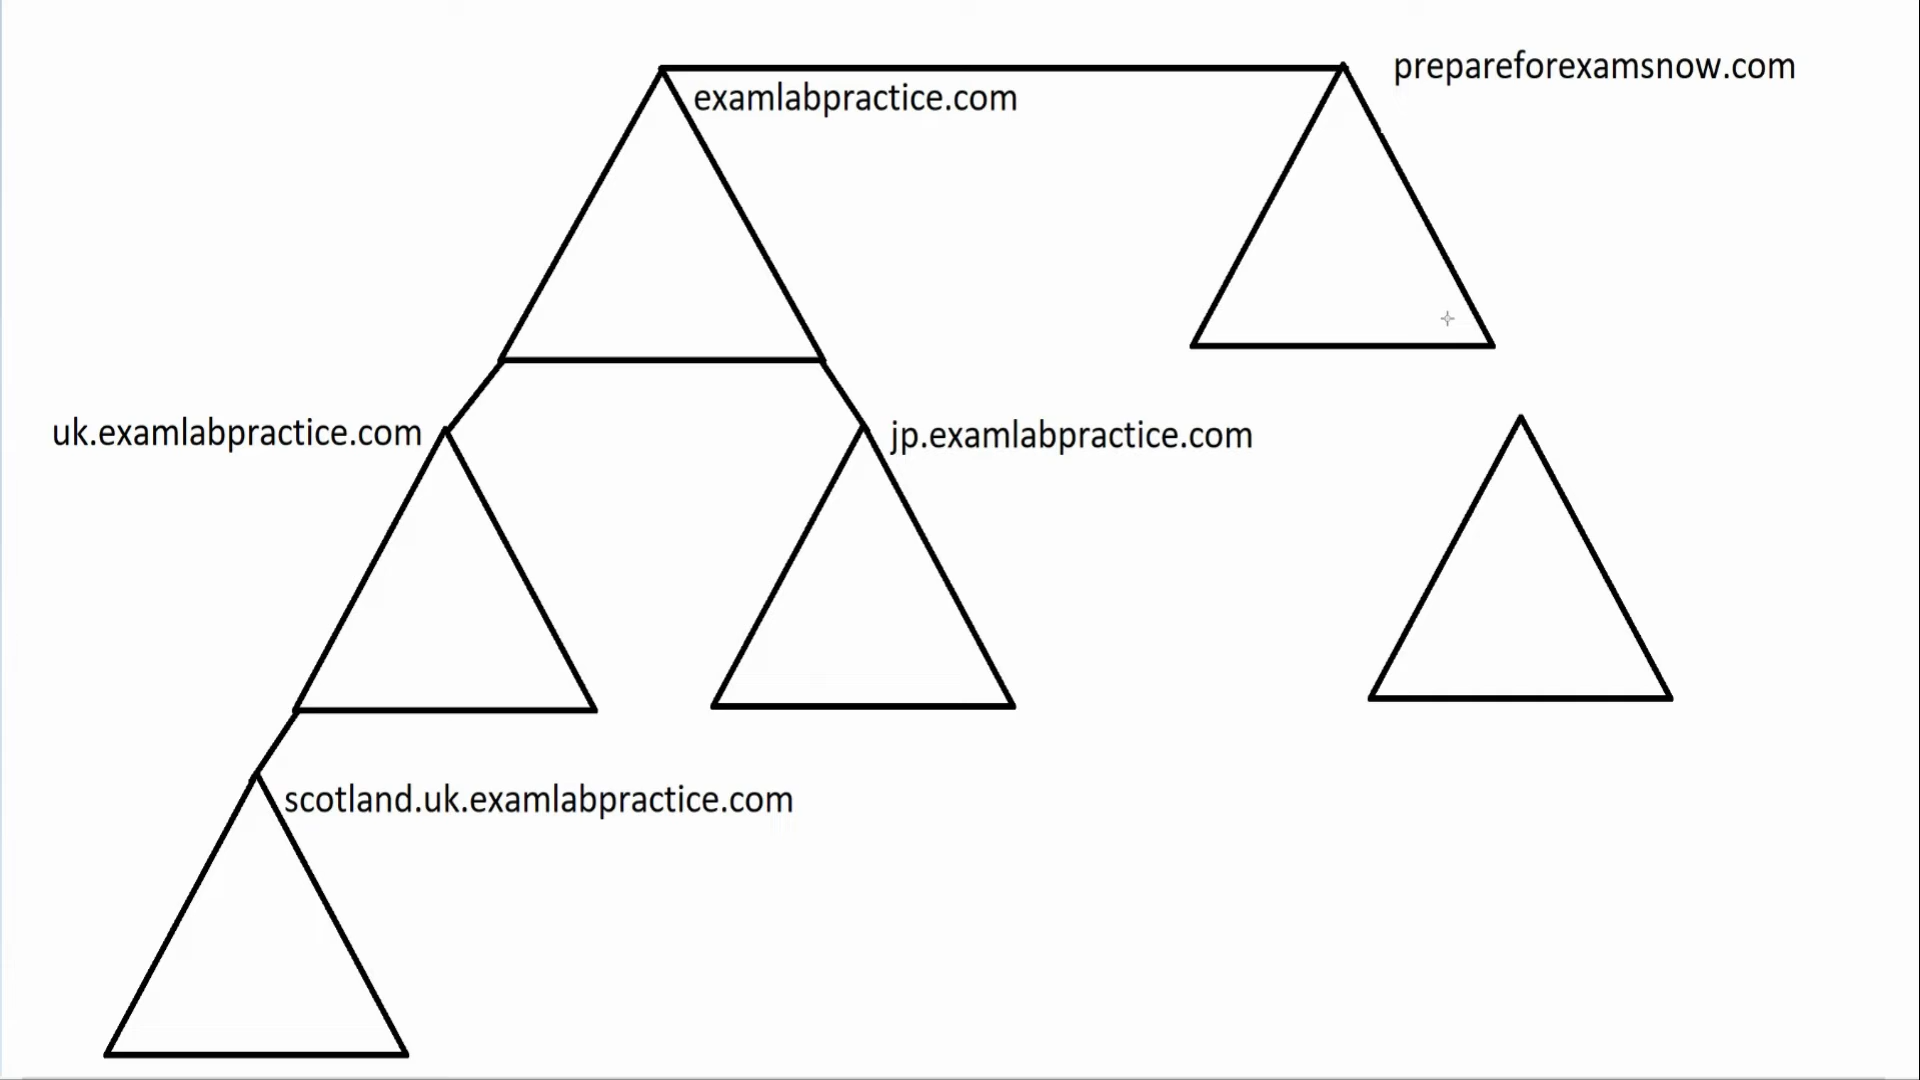 prepareforexamsnow.com
examlabpractice.com
uk.examlabpractice.com
jp.examlabpractice.com
scotland.uk.examlabpractice.com